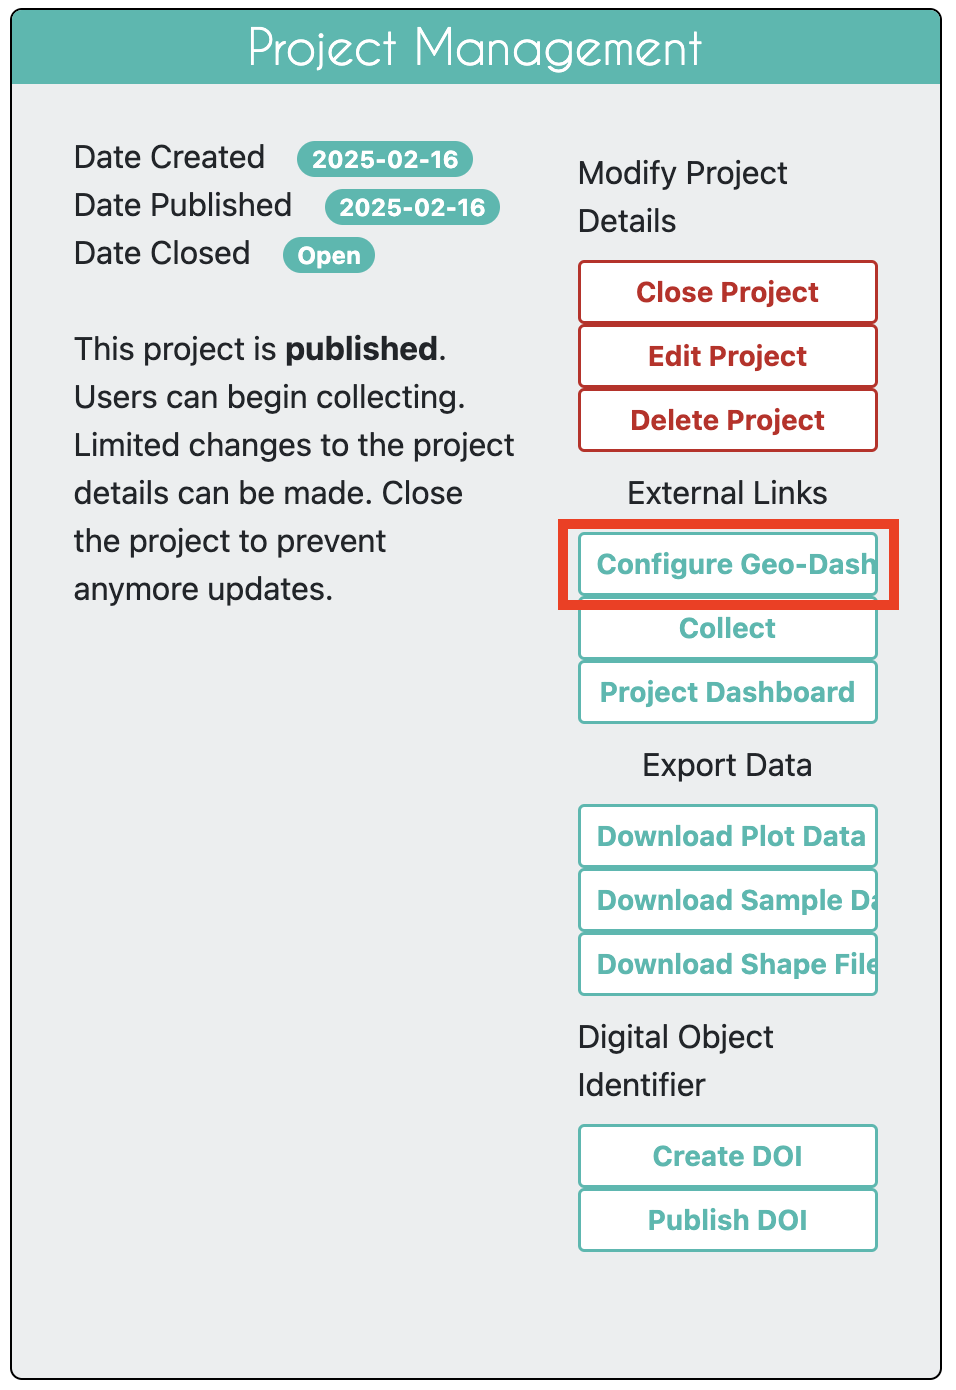 Project Management
Date Created 2025-02-16
Date Published 2025-02-16
Date Closed Open
This project is published.
Users can begin collecting.
Limited changes to the project
details can be made. Close
the project to prevent
anymore updates.
Modify Project
Details
Close Project
Edit Project
Delete Project
External Links
Configure Geo-Dash
Collect
Project Dashboard
Export Data
Download Plot Data
Download Sample Da
Download Shape File
Digital Object
Identifier
Create DOI
Publish DOI